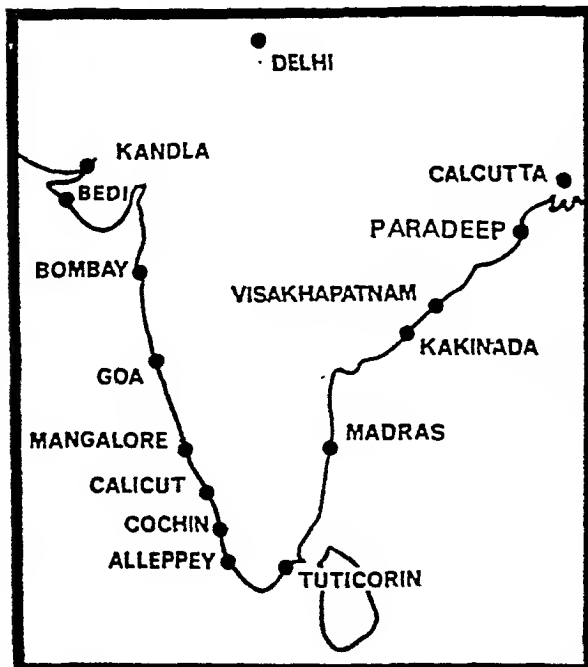 DELHI
KANDLA
CALCUTTA
BEDI
PARADEEP
BOMBAY
VISAKHAPATNAM
KAKINADA
GOA
MANGALORE
MADRAS
CALICUT
COCHIN
ALLEPPEY
TUTICORIN